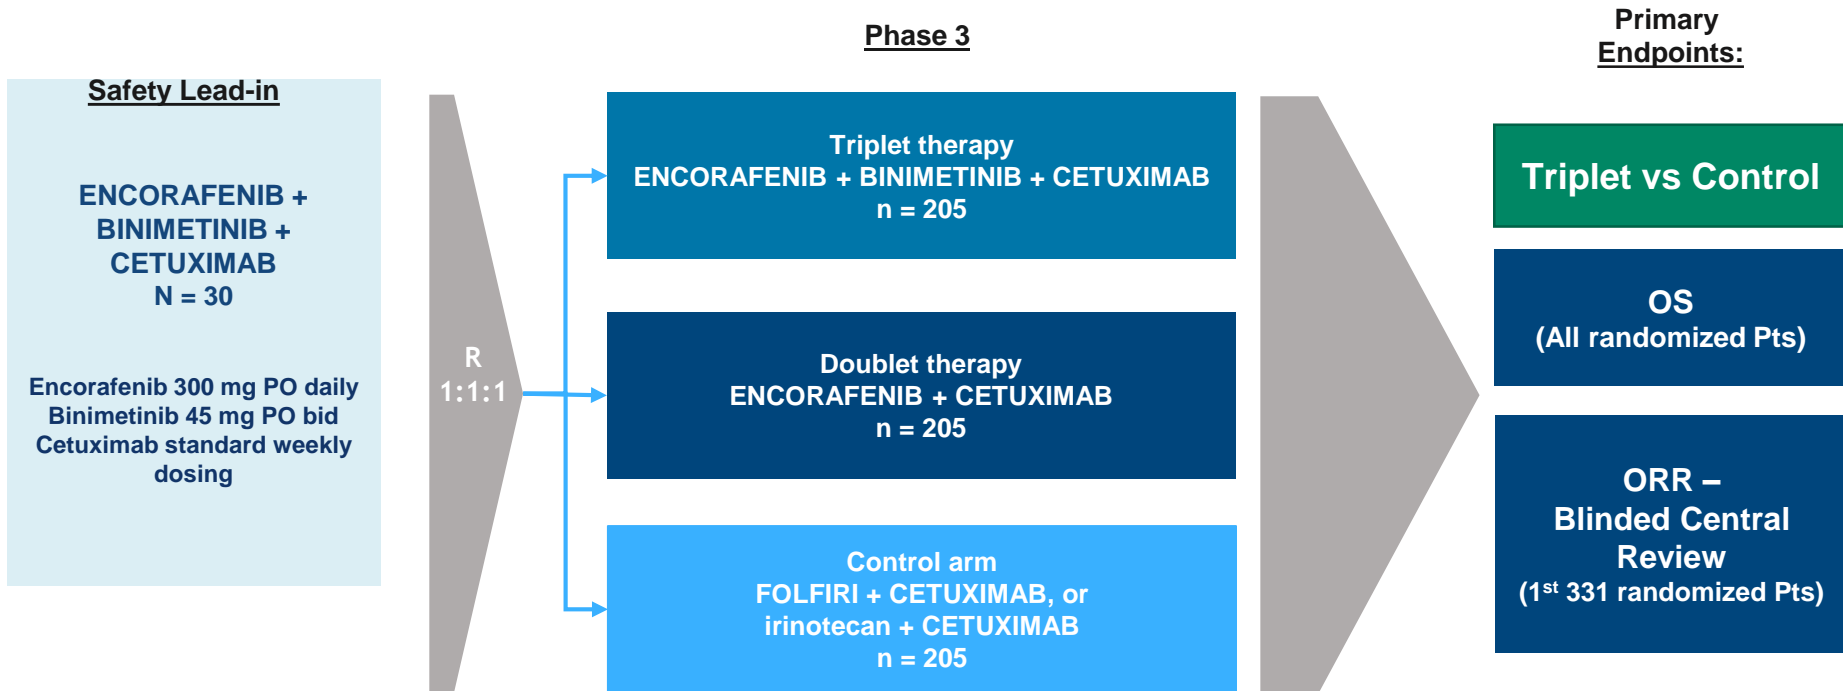 Safety Lead-in
ENCORAFENIB +
BINIMETINIB +
CETUXIMAB
N = 30
Encorafenib 300 mg PO daily
Binimetinib 45 mg PO bid
Cetuximab standard weekly
dosing
R
1:1:1
Phase 3
Triplet therapy
ENCORAFENIB + BINIMETINIB + CETUXIMAB
n = 205
Doublet therapy
ENCORAFENIB + CETUXIMAB
n = 205
Control arm
FOLFIRI + CETUXIMAB, or
irinotecan + CETUXIMAB
n = 205
Primary
Endpoints:
Triplet vs Control
OS
(All randomized Pts)
ORR –
Blinded Central
Review
(1st 331 randomized Pts)